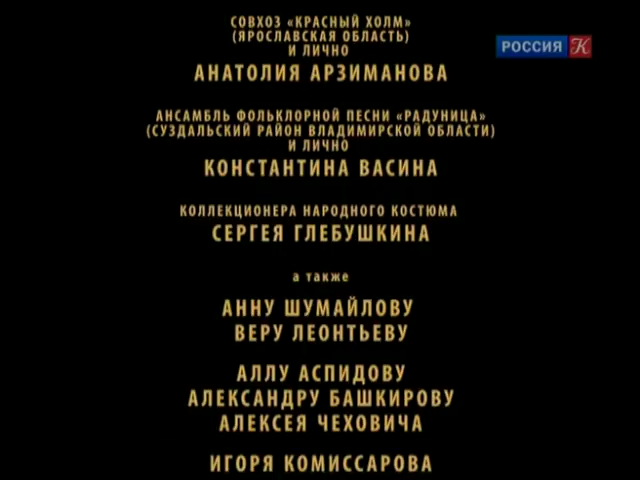 СОВХОЗ «КРАСНЫЙ ХОЛМ»
(ЯРОСЛАВСКАЯ ОБЛАСТЬ)
И ЛИЧНО
АНАТОЛИЯ АРЗИМАНОВА
РОССИЯ К
АНСАМБЛЬ ФОЛЬКЛОРНОЙ ПЕСНИ «РАДУНИЦА»
(СУЗДАЛЬСКИЙ РАЙОН ВЛАДИМИРСКОЙ ОБЛАСТИ)
И ЛИЧНО
КОНСТАНТИНА ВАСИНА
КОЛЛЕКЦИОНЕРА НАРОДНОГО КОСТЮМА
СЕРГЕЯ ГЛЕБУШКИНА
а также
АННУ ШУМАЙЛОВУ
ВЕРУ ЛЕОНТЬЕВУ
АЛЛУ АСПИДОВУ
АЛЕКСАНДРУ БАШКИРОВУ
АЛЕКСЕЯ ЧЕХОВИЧА
ИГОРЯ КОМИССАРОВА